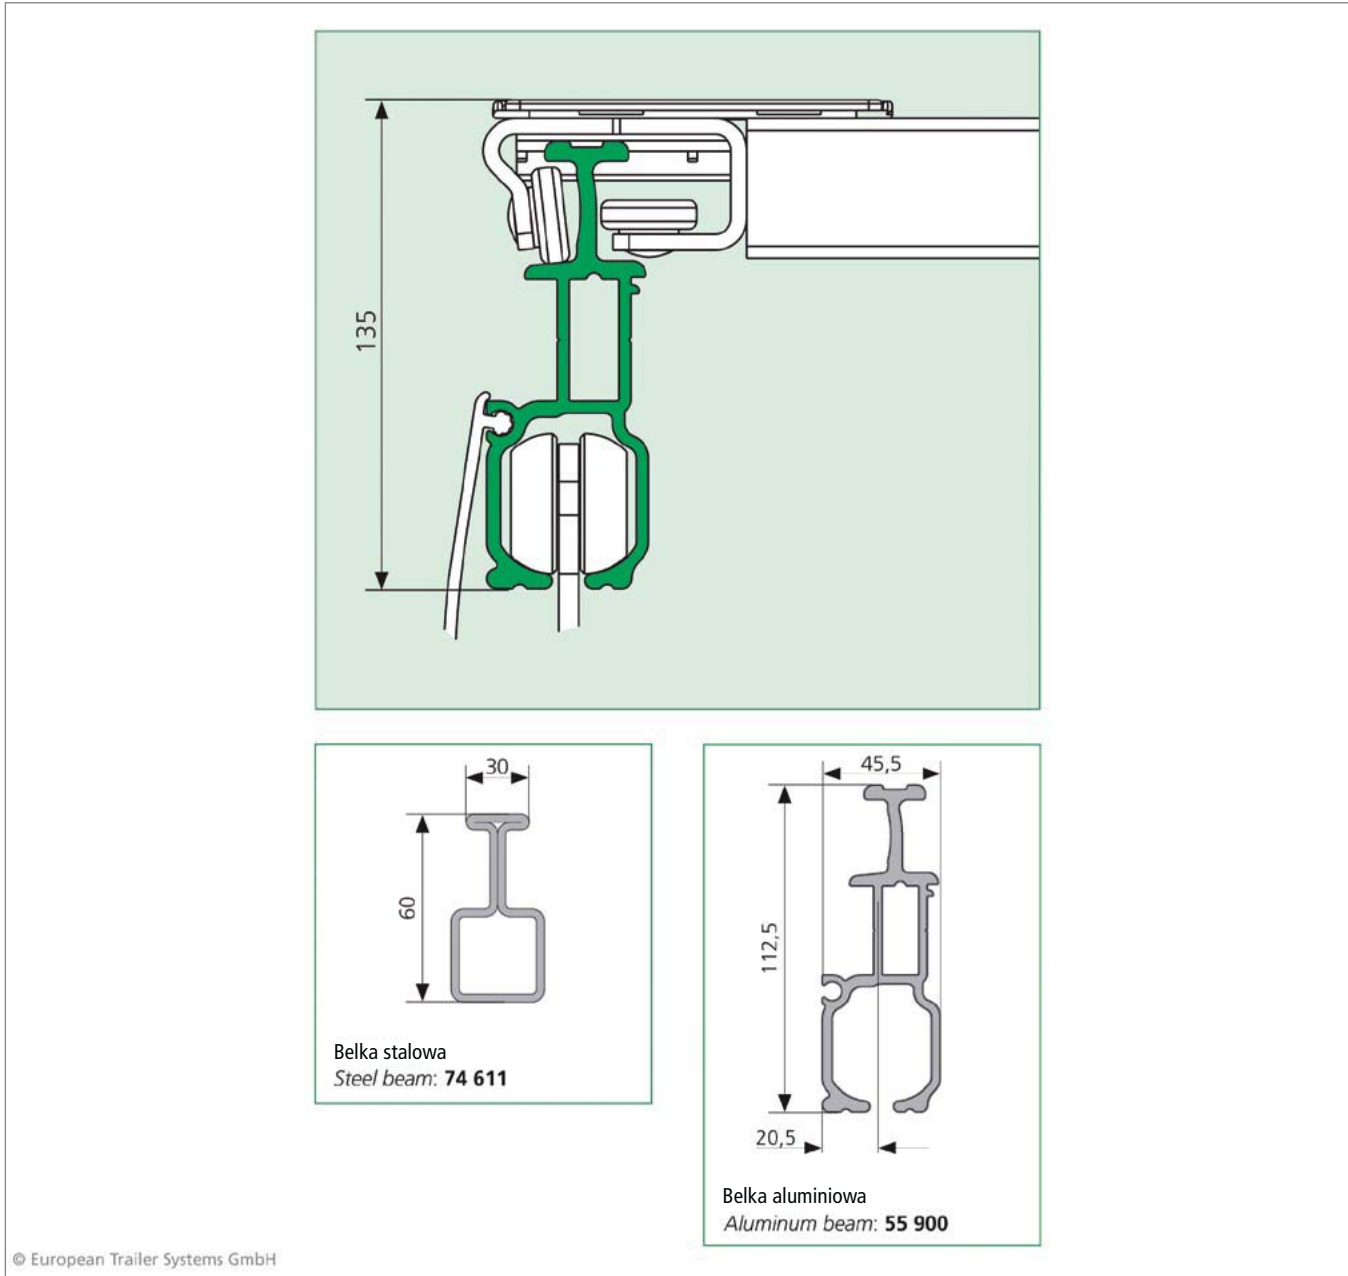 135
30
60
Belka stalowa
Steel beam: 74 611
45,5
112,5
20,5
Belka aluminiowa
Aluminum beam: 55 900
© European Trailer Systems GmbH